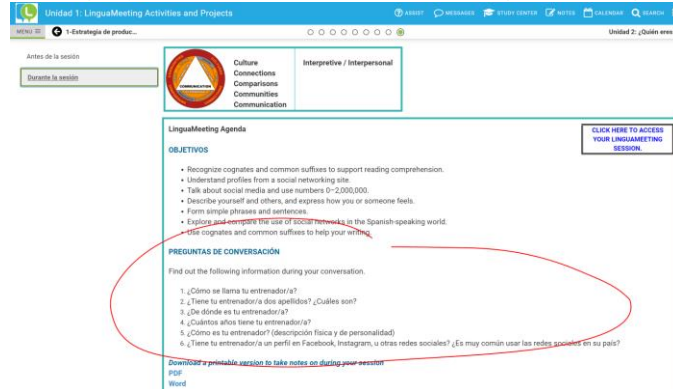 Unidad 1: LinguaMeeting Activities and Projects
ASSIST
MESSAGES
STUDY CENTER
NOTES
CALENDAR
SEARCH
MENU
1-Estrategia de produc...
Unidad 2: ¿Quién eres
Antes de la sesión
Durante la sesión
COMMUNICATION
Culture
Connections
Comparisons
Communities
Communication
Interpretive / Interpersonal
LinguaMeeting Agenda
CLICK HERE TO ACCESS
YOUR LINGUAMEETING
SESSION.
OBJETIVOS
• Recognize cognates and common suffixes to support reading comprehension.
• Understand profiles from a social networking site.
• Talk about social media and use numbers 0–2,000,000.
• Describe yourself and others, and express how you or someone feels.
• Form simple phrases and sentences.
• Explore and compare the use of social networks in the Spanish-speaking world.
• Use cognates and common suffixes to help your writing.
PREGUNTAS DE CONVERSACIÓN
Find out the following information during your conversation.
1. ¿Cómo se llama tu entrenador/a?
2. ¿Tiene tu entrenador/a dos apellidos? ¿Cuáles son?
3. ¿De dónde es tu entrenador/a?
4. ¿Cuántos años tiene tu entrenador/a?
5. ¿Cómo es tu entrenador? (descripción física y de personalidad)
6. ¿Tiene tu entrenador/a un perfil en Facebook, Instagram, u otras redes sociales? ¿Es muy común usar las redes sociales en su país?
Download a printable version to take notes on during your session
PDF
Word